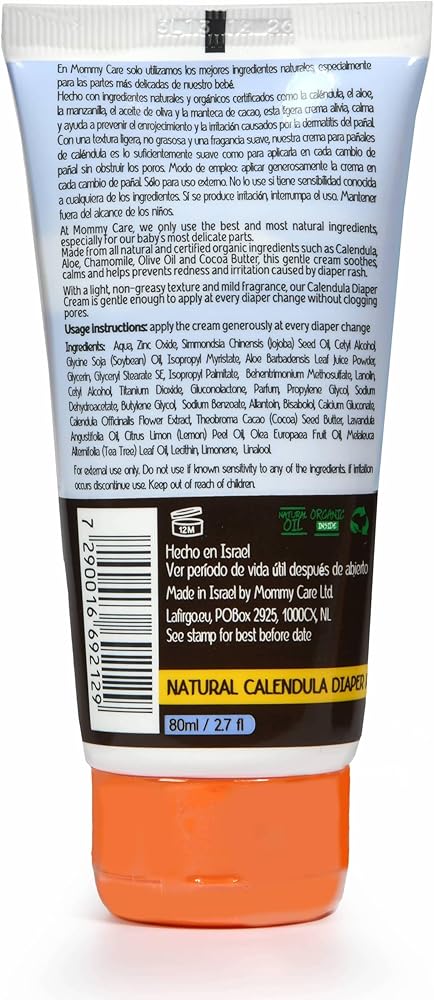 En Mommy Care solo utilizamos los mejores ingredientes naturales, especialmente
para las partes más delicadas de nuestro bebé.
Hecho con ingredientes naturales y orgánicos certificados como la caléndula, el aloe,
la manzanilla, el aceite de oliva y la manteca de cacao, esta ligera crema alivia, calma
y ayuda a prevenir el enrojecimiento y la irritación causados por la dermatitis del pañal.
Con una textura ligera, no grasosa y una fragancia suave, nuestra crema para pañales
de caléndula es lo suficientemente suave como para aplicarla en cada cambio de
pañal sin obstruir los poros. Modo de empleo: aplicar generosamente la crema en
cada cambio de pañal. Sólo para uso externo. No lo use si tiene sensibilidad conocida
a cualquiera de los ingredientes. Si se produce irritación, interrumpa el uso. Mantener
fuera del alcance de los niños.
At Mommy Care, we only use the best and most natural ingredients,
especially for our baby's most delicate parts.
Made from all natural and certified organic ingredients such as Calendula,
Aloe, Chamomile, Olive Oil and Cocoa Butter, this gentle cream soothes,
calms and helps prevents redness and irritation caused by diaper rash.
With a light, non-greasy texture and mild fragrance, our Calendula Diaper
Cream is gentle enough to apply at every diaper change without clogging
pores.
Usage instructions: apply the cream generously at every diaper change
Ingredients: Aqua, Zinc Oxide, Simmondsia Chinensis (Jojoba) Seed Oil, Cetyl Alcohol,
Glycine Soja (Soybean) Oil, Isopropyl Myristate, Aloe Barbadensis Leaf Juice Powder,
Glycerin, Glyceryl Stearate SE, Isopropyl Palmitate, Behentrimonium Methosulfate, Lanolin,
Cetyl Alcohol, Titanium Dioxide, Gluconolactone, Parfum, Propylene Glycol, Sodium
Dehydroacetate, Butylene Glycol, Sodium Benzoate, Allantoin, Bisabolol, Calcium Gluconate,
Calendula Officinalis Flower Extract, Theobroma Cacao (Cocoa) Seed Butter, Lavandula
Angustifolia Oil, Citrus Limon (Lemon) Peel Oil, Olea Europaea Fruit Oil, Melaleuca
Alternifolia (Tea Tree) Leaf Oil, Lecithin, Limonene, Linalool.
For external use only. Do not use if known sensitivity to any of the ingredients. if irritation
occurs discontinue use. Keep out of reach of children.
12M
NATURAL OIL
ORGANIC INSIDE
7 290016 692129
Hecho en Israel
Ver período de vida útil después de abierto
Made in Israel by Mommy Care Ltd.
Lafirgo.eu, POBox 2925, 1000CX, NL
See stamp for best before date
NATURAL CALENDULA DIAPER
80ml / 2.7 fl